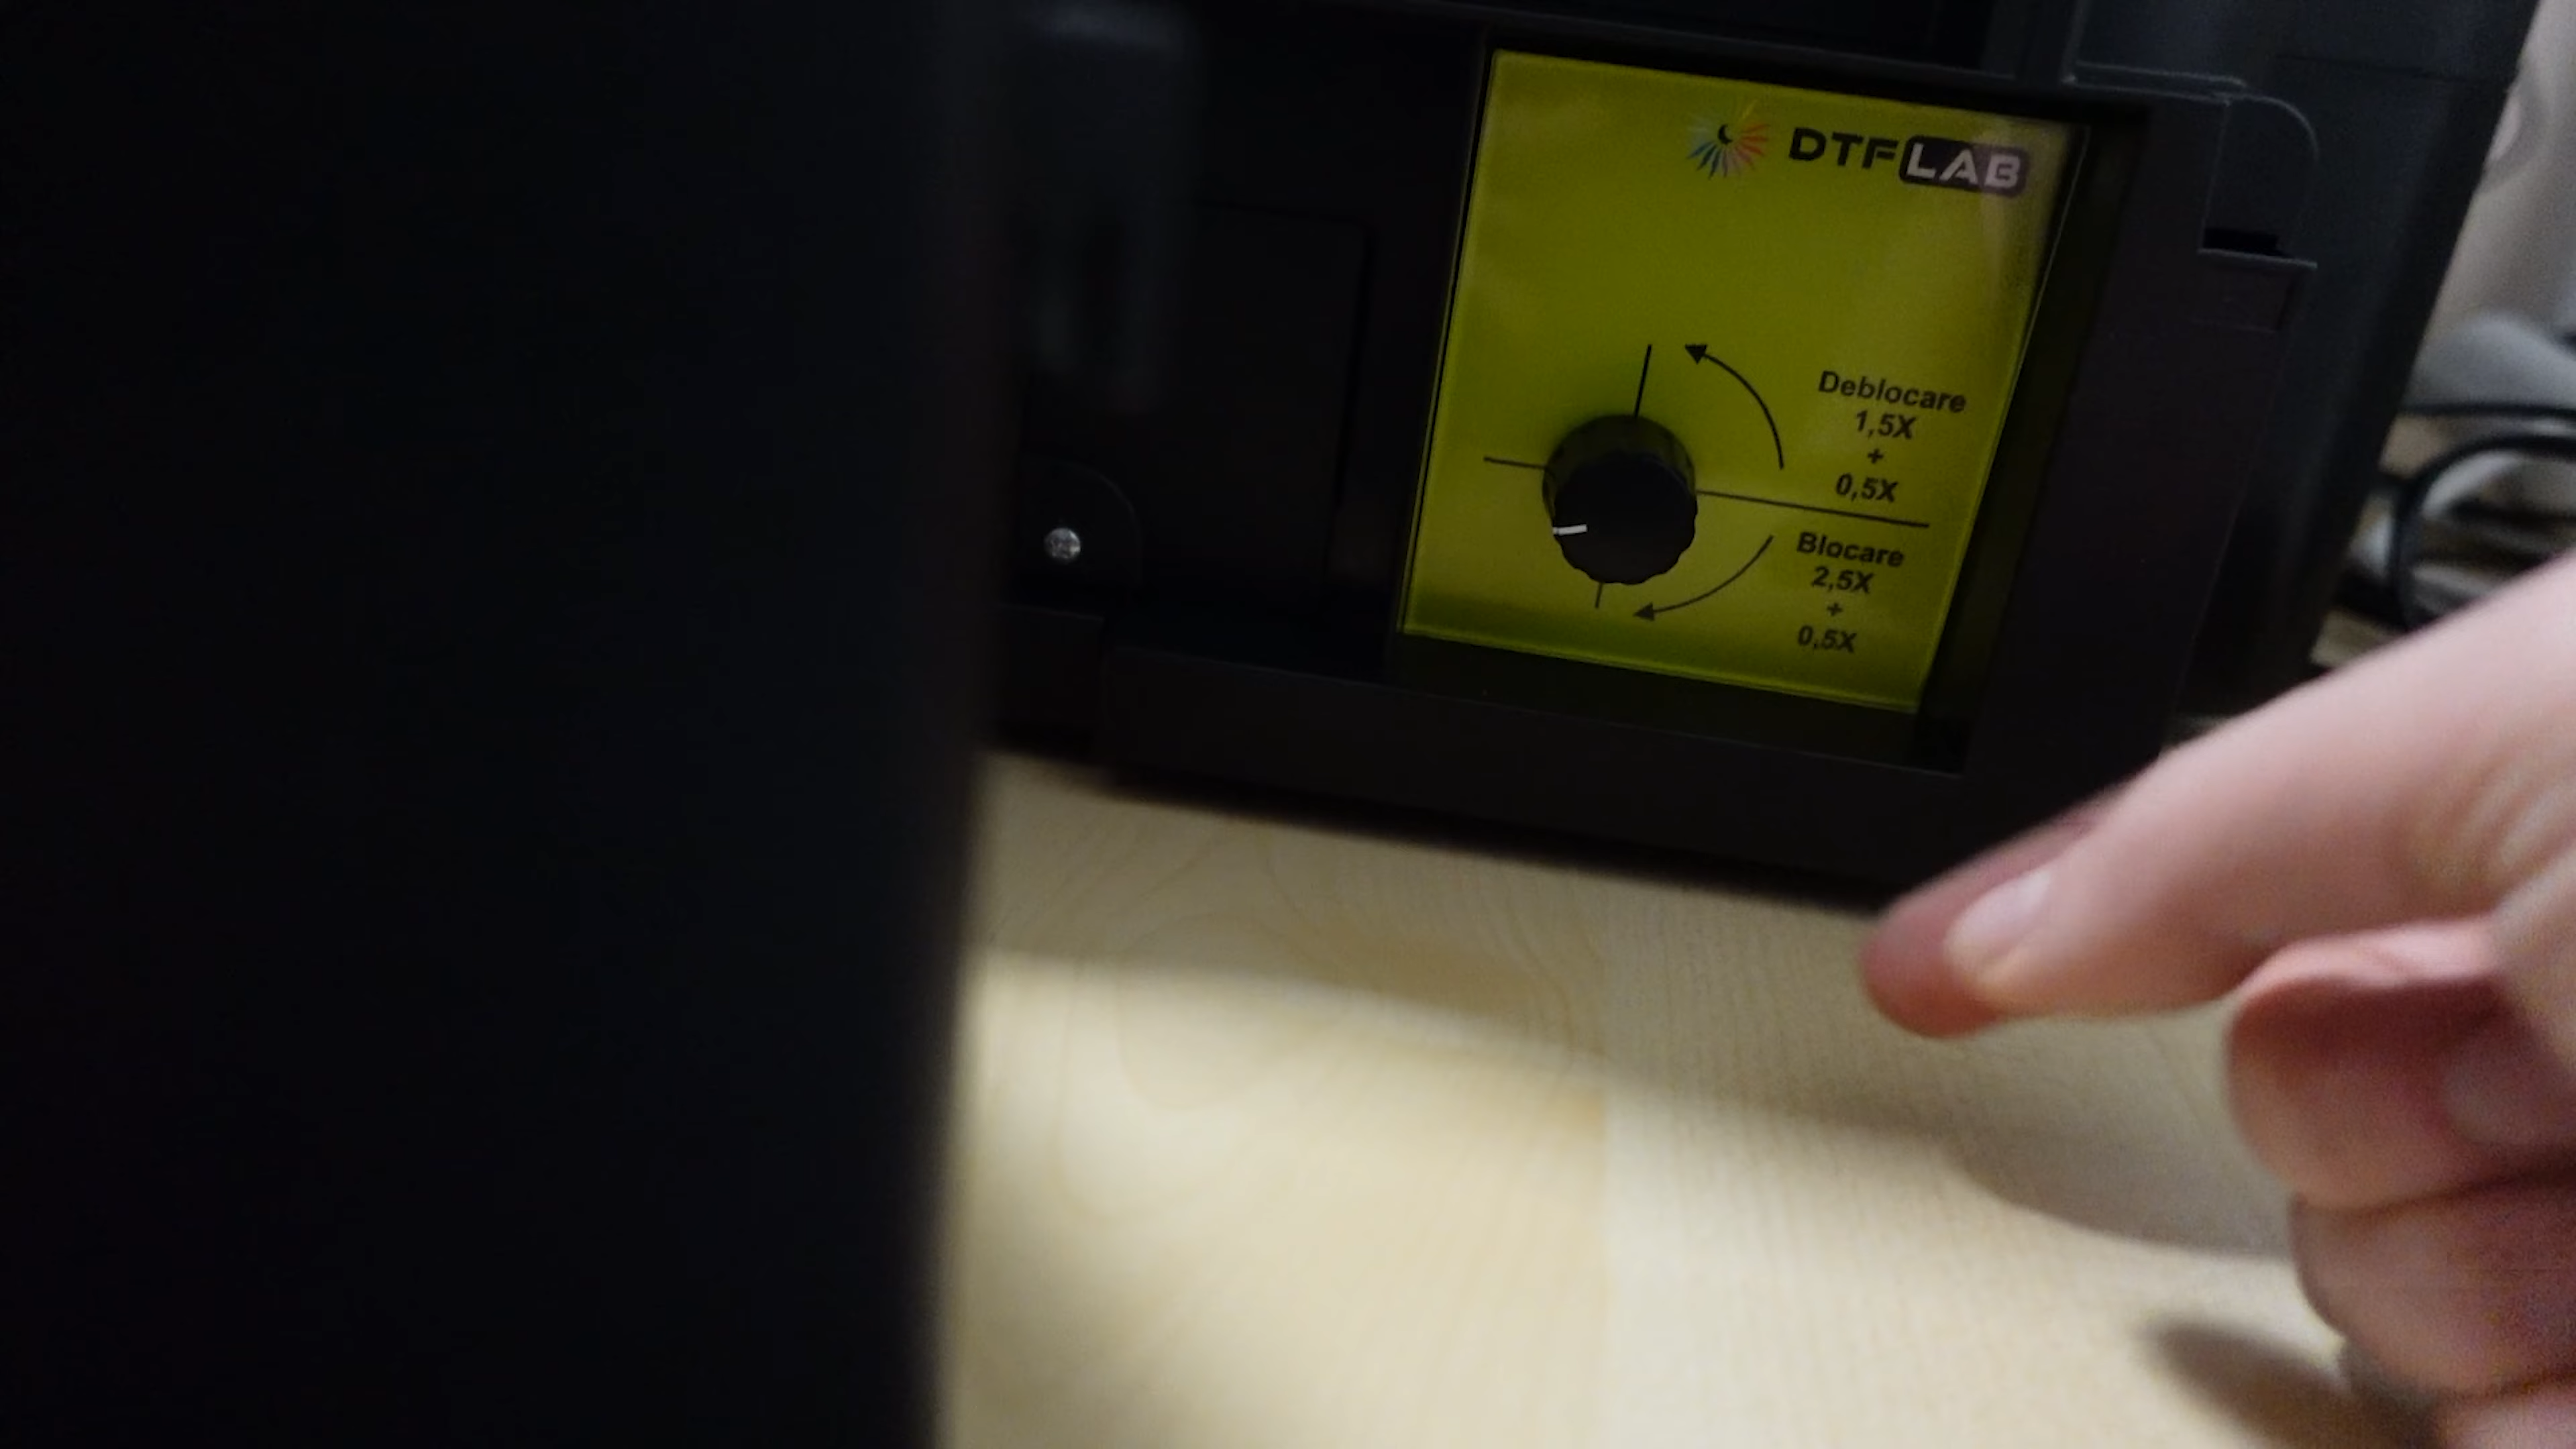 DTFLAB
Deblocare
1,5X
+
0,5X
Blocare
2,5X
+
0,5X